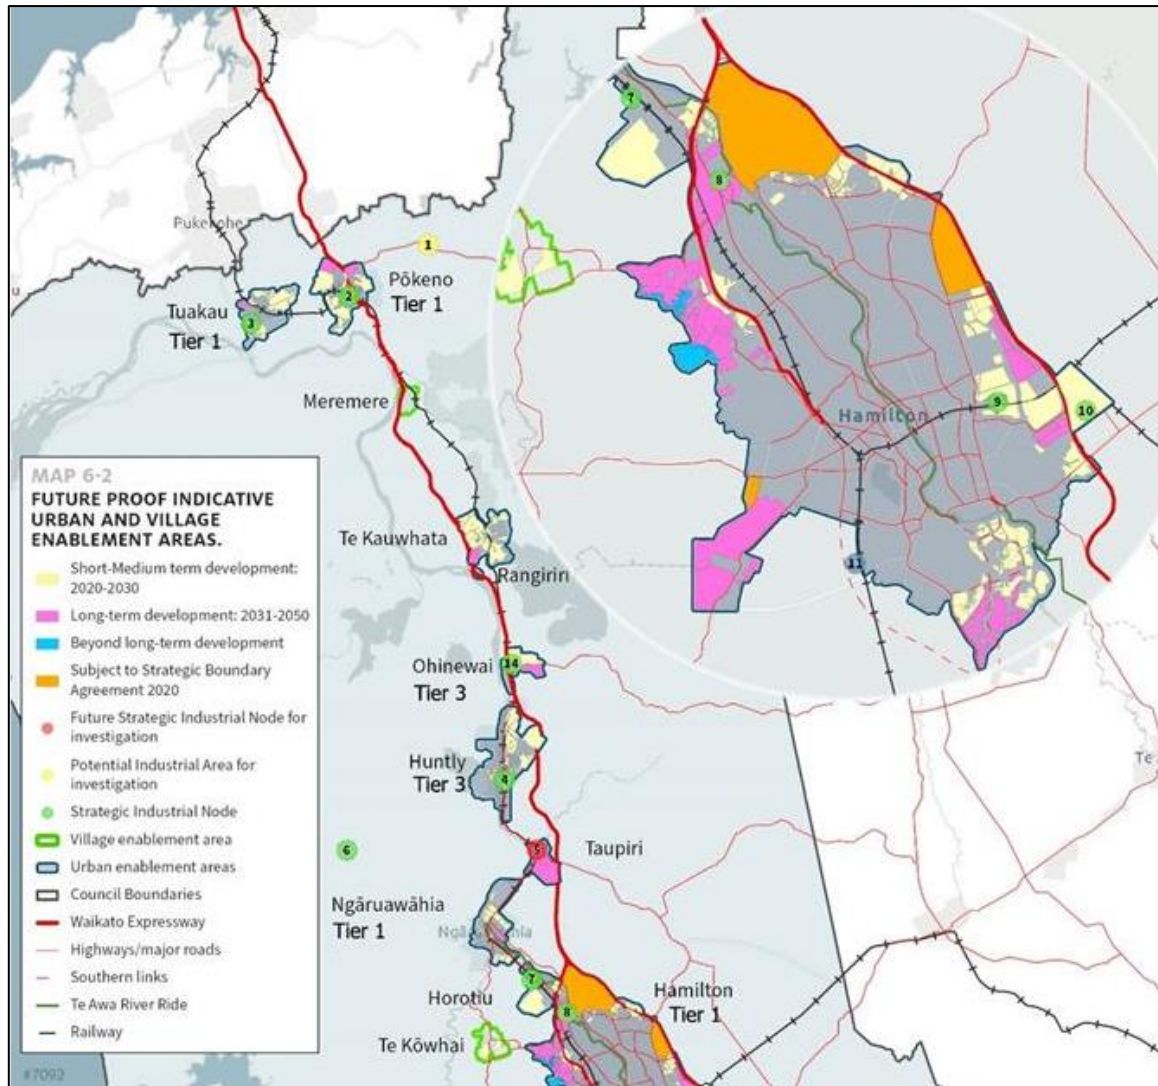 Pukekohe
u
1
Pōkeno
Tier 1
2
Tuakau
Tier 1
3
Meremere
MAP 6-2
FUTURE PROOF INDICATIVE
URBAN AND VILLAGE
ENABLEMENT AREAS.
Short-Medium term development:
2020-2030
Long-term development: 2031-2050
Beyond long-term development
Subject to Strategic Boundary
Agreement 2020
Future Strategic Industrial Node for
investigation
Potential Industrial Area for
investigation
Strategic Industrial Node
Village enablement area
Urban enablement areas
Council Boundaries
Waikato Expressway
Highways/major roads
Southern links
Te Awa River Ride
Railway
#7092
Te Kauwhata
Rangiriri
Ohinewai
Tier 3
14
Huntly
Tier 3
4
6
5
Taupiri
Ngāruawāhia
Tier 1
7
Horotiu
8
Hamilton
Tier 1
Te Kōwhai
7
8
Hamilton
9
10
11
Te